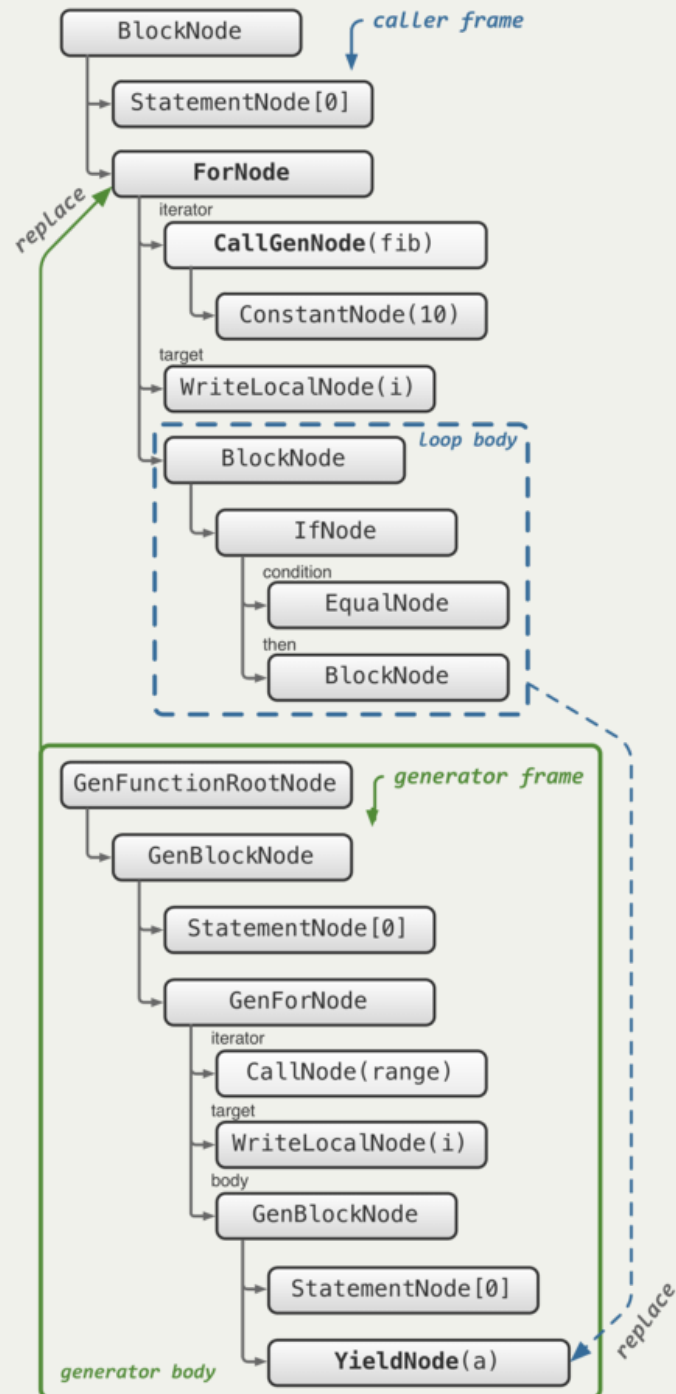 BlockNode
caller frame
StatementNode[0]
ForNode
replace
iterator
CallGenNode(fib)
ConstantNode(10)
target
WriteLocalNode(i)
Loop body
BlockNode
IfNode
condition
EqualNode
then
BlockNode
GenFunctionRootNode
generator frame
GenBlockNode
StatementNode[0]
GenForNode
iterator
CallNode(range)
target
WriteLocalNode(i)
body
GenBlockNode
StatementNode[0]
replace
YieldNode(a)
generator body